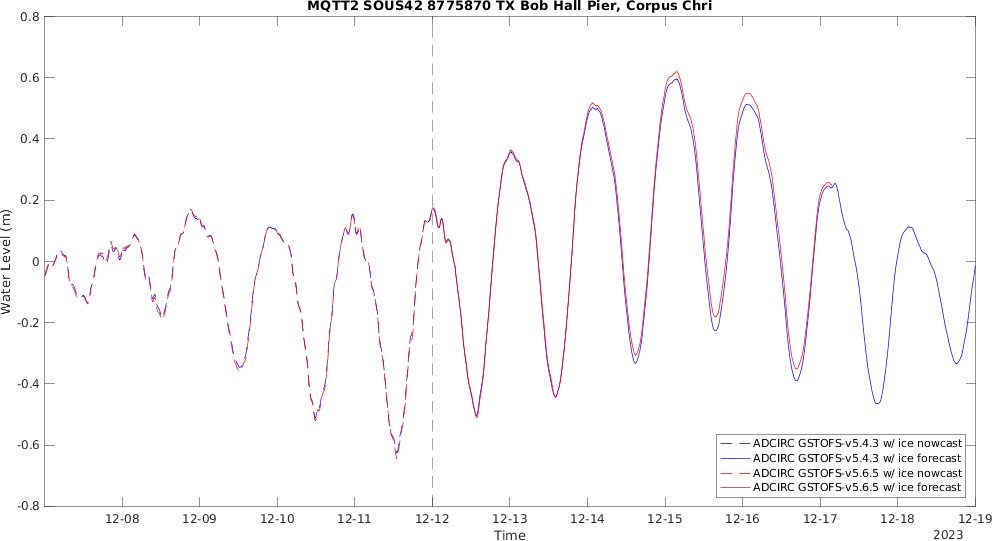 MQTT2 SOUS42 8775870 TX Bob Hall Pier, Corpus Chri
0.8
0.6
0.4
0.2
0
-0.2
-0.4
-0.6
-0.8
Water Level (m)
ADCIRC GSTOFS-v5.4.3 w/ ice nowcast
ADCIRC GSTOFS-v5.4.3 w/ ice forecast
ADCIRC GSTOFS-v5.6.5 w/ ice nowcast
ADCIRC GSTOFS-v5.6.5 w/ ice forecast
12-08 12-09 12-10 12-11 12-12 12-13 12-14 12-15 12-16 12-17 12-18 12-19
Time
2023